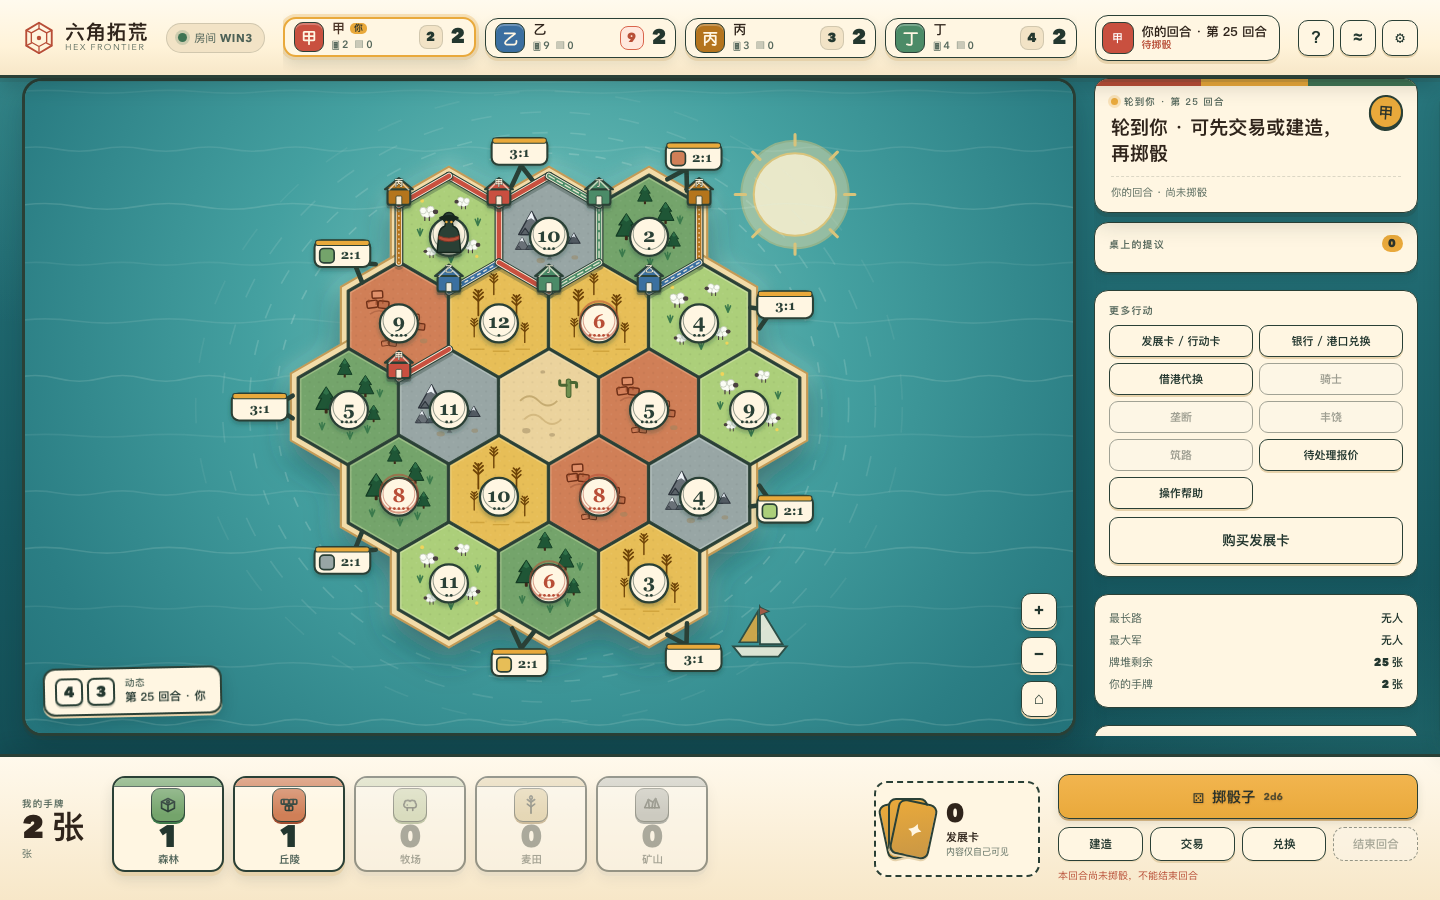 六角拓荒
HEX FRONTIER
房间 WIN3
甲 甲 你
2 0
2 2
乙 乙
9 0
9 2
丙 丙
3 0
3 2
丁 丁
4 0
4 2
甲 你的回合 · 第 25 回合
待掷骰
? ≈ ⚙
3:1
2:1
丙 甲 丁 丙
10 2
2:1
3:1
9 12 6 4
甲
3:1
5 11 5 9
8 10 8 4
2:1
2:1
11 6 3
2:1
3:1
+
−
⌂
4 3
动态
第 25 回合 · 你
轮到你 · 第 25 回合
甲
轮到你 · 可先交易或建造，
再掷骰
你的回合 · 尚未掷骰
桌上的提议 0
更多行动
发展卡 / 行动卡 银行 / 港口兑换
借港代换 骑士
垄断 丰饶
筑路 待处理报价
操作帮助
购买发展卡
最长路 无人
最大军 无人
牌堆剩余 25 张
你的手牌 2 张
我的手牌
2 张
张
1
森林
1
丘陵
0
牧场
0
麦田
0
矿山
0
发展卡
内容仅自己可见
掷骰子 2d6
建造 交易 兑换 结束回合
本回合尚未掷骰，不能结束回合